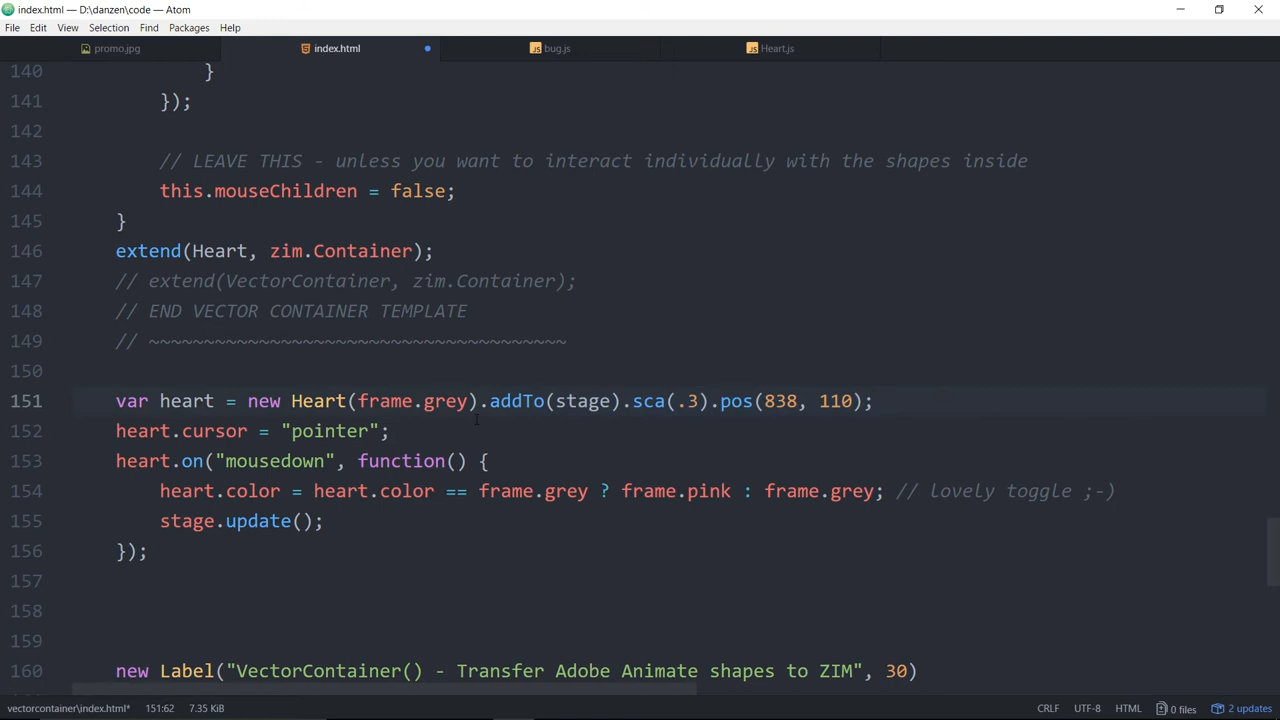 index.html — D:\danzen\code — Atom
File Edit View Selection Find Packages Help
promo.jpg index.html bug.js Heart.js
140 }
141 });
142
143 // LEAVE THIS - unless you want to interact individually with the shapes inside
144 this.mouseChildren = false;
145 }
146 extend(Heart, zim.Container);
147 // extend(VectorContainer, zim.Container);
148 // END VECTOR CONTAINER TEMPLATE
149 // ~~~~~~~~~~~~~~~~~~~~~~~~~~~~~~~~~~~~~~
150
151 var heart = new Heart(frame.grey).addTo(stage).sca(.3).pos(838, 110);
152 heart.cursor = "pointer";
153 heart.on("mousedown", function() {
154 heart.color = heart.color == frame.grey ? frame.pink : frame.grey; // lovely toggle ;-)
155 stage.update();
156 });
157
158
159
160 new Label("VectorContainer() - Transfer Adobe Animate shapes to ZIM", 30)
vectorcontainer\index.html* 151:62 7.35 KiB CRLF UTF-8 HTML 0 files 2 updates